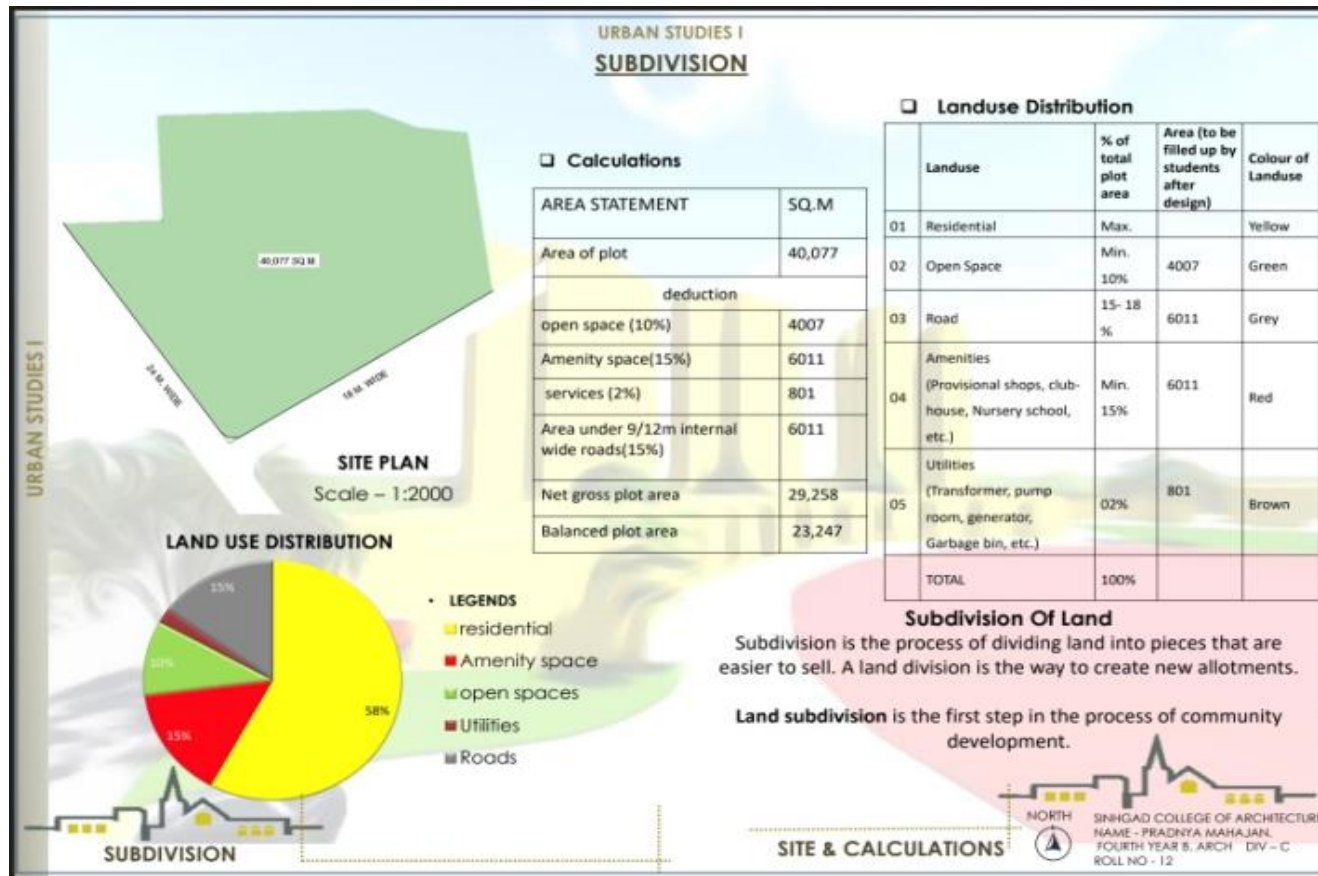 URBAN STUDIES I
SUBDIVISION
URBAN STUDIES I
40,077 SQ.M.
24 M. WIDE
18 M. WIDE
SITE PLAN
Scale – 1:2000
❑ Calculations
AREA STATEMENT SQ.M
Area of plot 40,077
deduction
open space (10%) 4007
Amenity space(15%) 6011
services (2%) 801
Area under 9/12m internal
wide roads(15%) 6011
Net gross plot area 29,258
Balanced plot area 23,247
❑ Landuse Distribution
Landuse
% of
total
plot
area
Area (to be
filled up by
students
after
design)
Colour of
Landuse
01 Residential Max. Yellow
02 Open Space Min.
10% 4007 Green
03 Road 15- 18
% 6011 Grey
04 Amenities
(Provisional shops, club-
house, Nursery school,
etc.)
Min.
15%
6011
Red
05 Utilities
(Transformer, pump
room, generator,
Garbage bin, etc.)
02%
801
Brown
TOTAL 100%
LAND USE DISTRIBUTION
15%
10%
15%
58%
• LEGENDS
residential
Amenity space
open spaces
Utilities
Roads
Subdivision Of Land
Subdivision is the process of dividing land into pieces that are
easier to sell. A land division is the way to create new allotments.
Land subdivision is the first step in the process of community
development.
SUBDIVISION
SITE & CALCULATIONS
NORTH
SINHGAD COLLEGE OF ARCHITECTURE
NAME - PRADNYA MAHAJAN.
FOURTH YEAR B. ARCH DIV – C
ROLL NO - 12